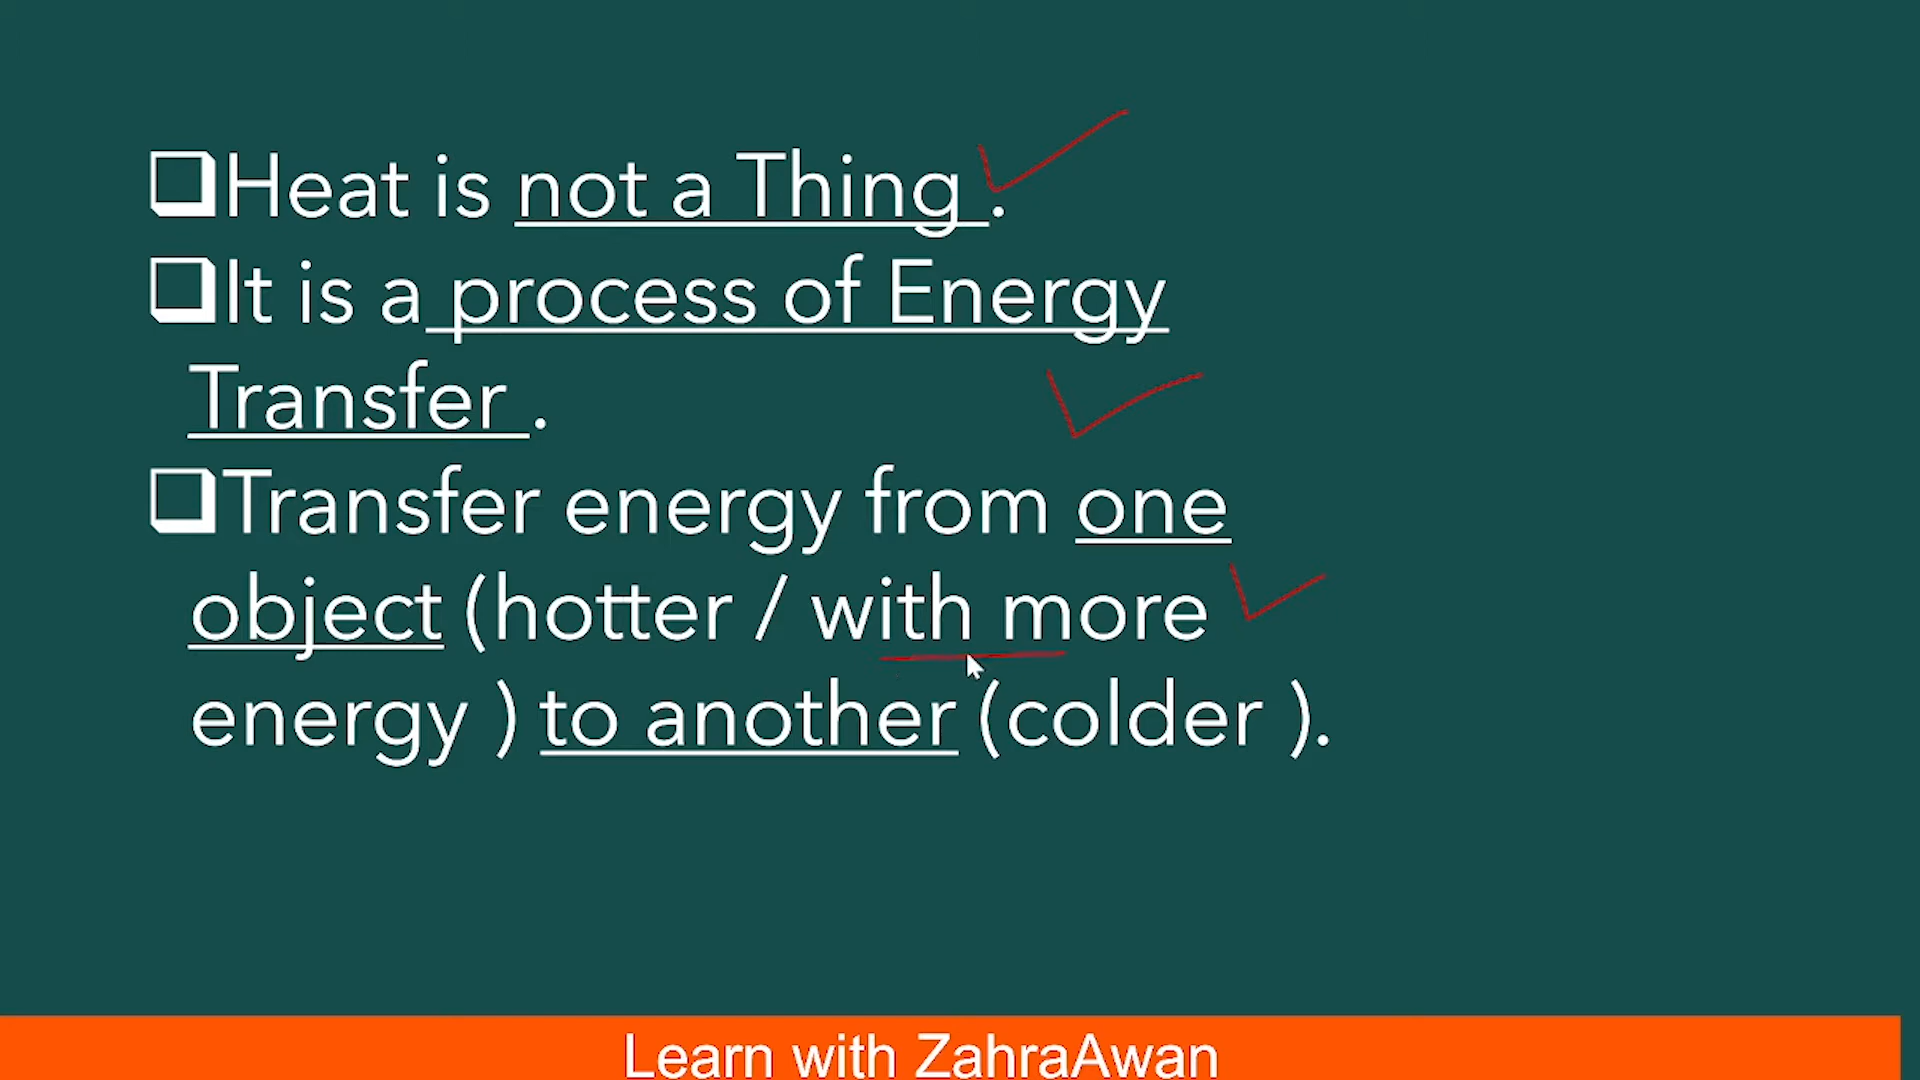 Heat is not a Thing .
It is a process of Energy
Transfer .
Transfer energy from one
object (hotter / with more
energy ) to another (colder ).
Learn with ZahraAwan